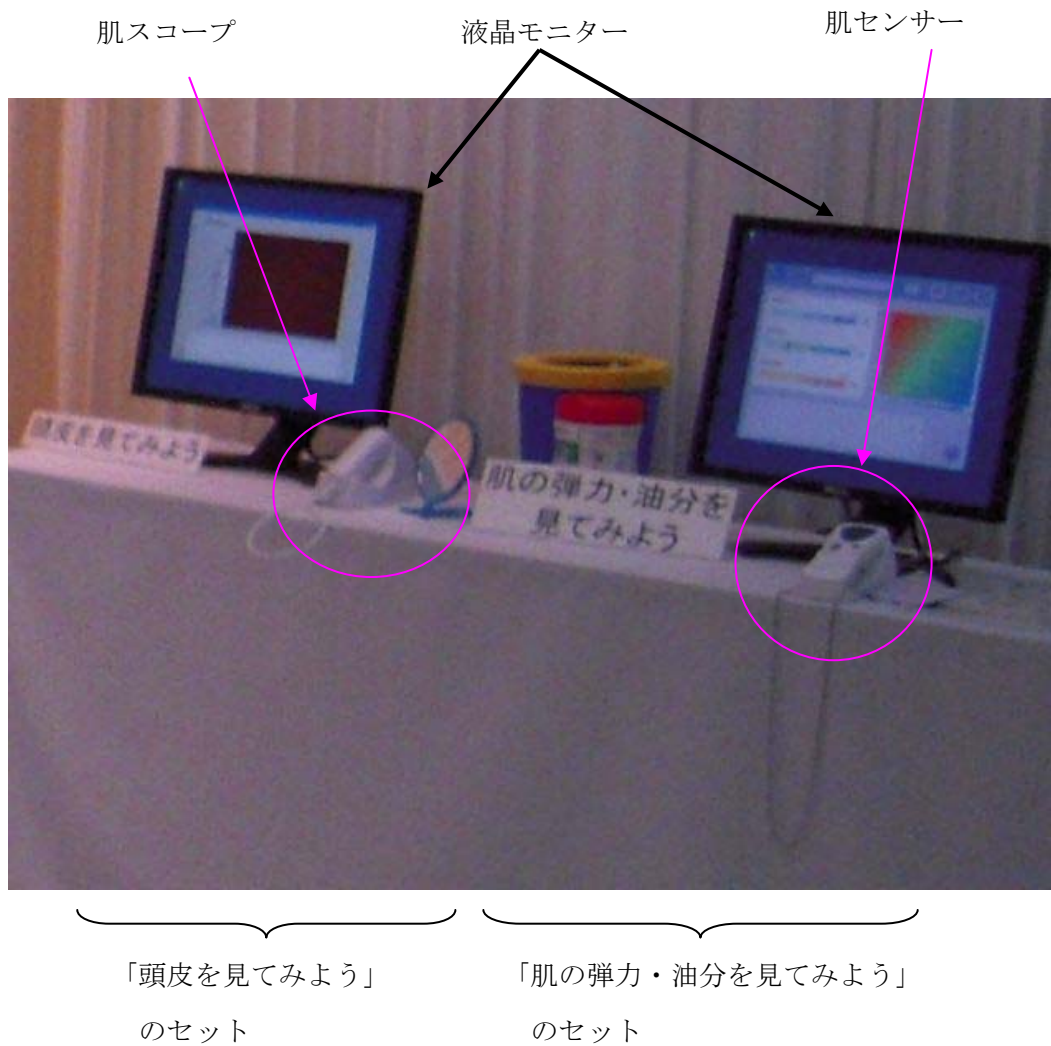 肌スコープ
液晶モニター
肌センサー
頭皮を見てみよう
肌の弾力・油分を
見てみよう
「頭皮を見てみよう」
のセット
「肌の弾力・油分を見てみよう」
のセット